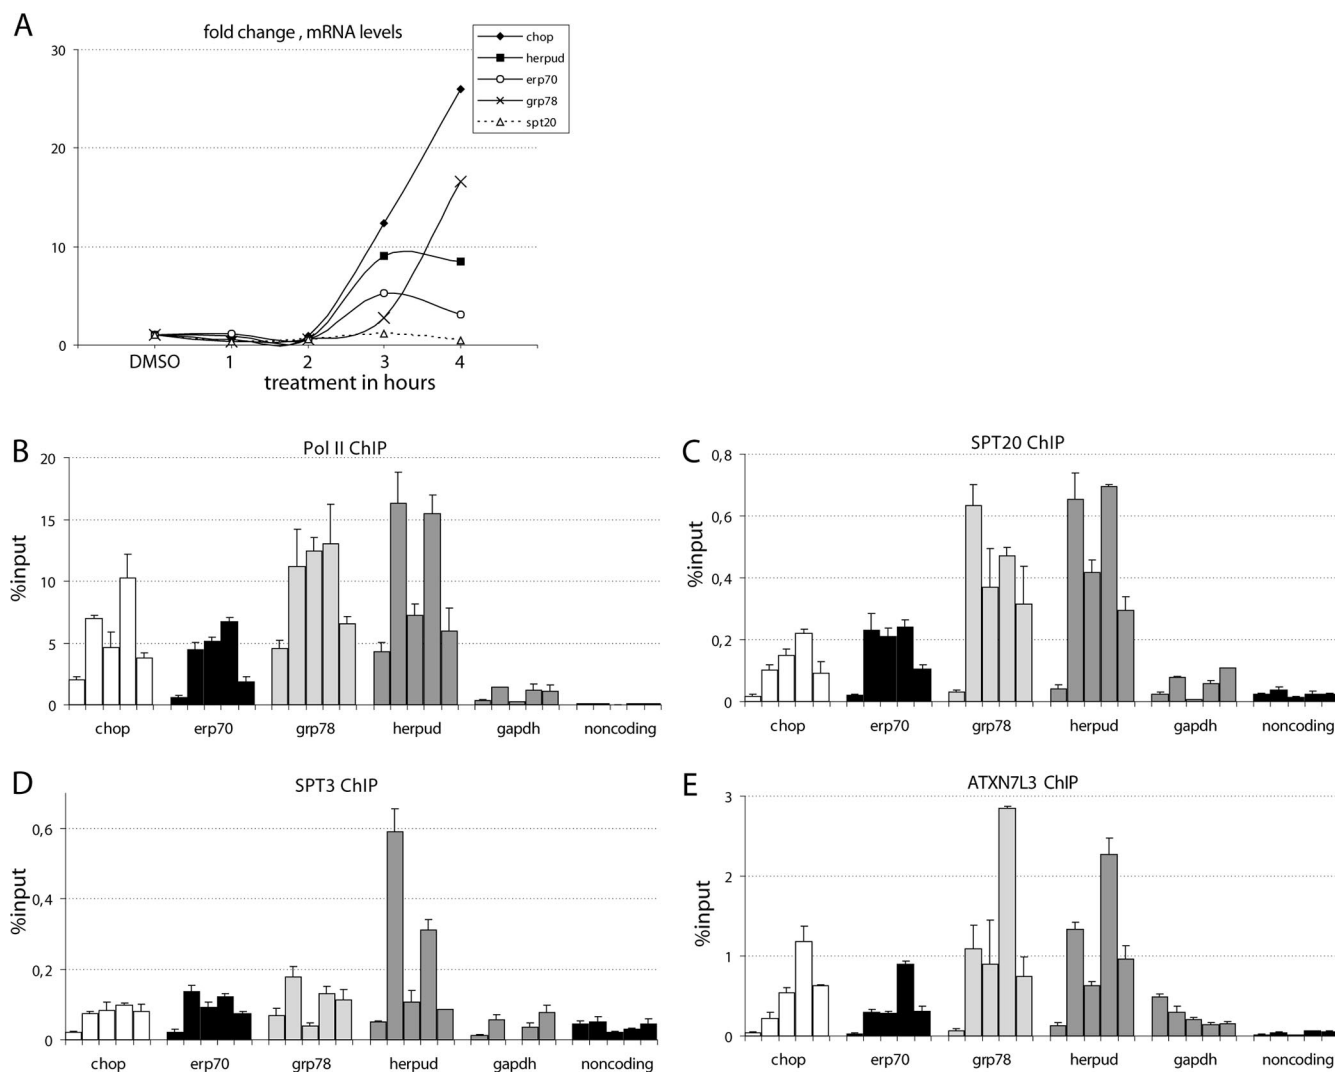 A
fold change , mRNA levels
chop
herpud
erp70
grp78
spt20
30
20
10
0
DMSO 1 2 3 4
treatment in hours
B
Pol II ChIP
%input
20
15
10
5
0
chop erp70 grp78 herpud gapdh noncoding
C
SPT20 ChIP
%input
0,8
0,6
0,4
0,2
0
chop erp70 grp78 herpud gapdh noncoding
D
SPT3 ChIP
%input
0,6
0,4
0,2
0
chop erp70 grp78 herpud gapdh noncoding
E
ATXN7L3 ChIP
%input
3
2
1
0
chop erp70 grp78 herpud gapdh noncoding